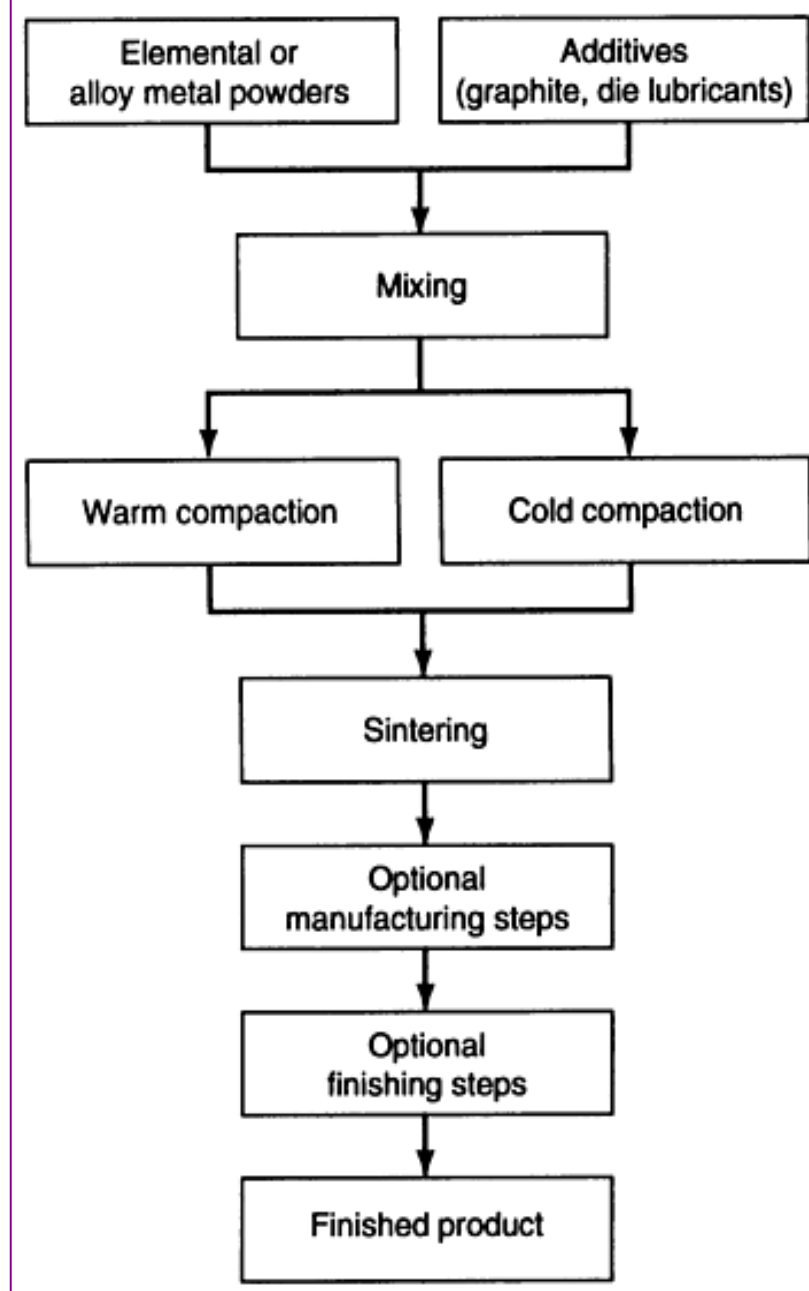 Elemental or
alloy metal powders
Additives
(graphite, die lubricants)
Mixing
Warm compaction
Cold compaction
Sintering
Optional
manufacturing steps
Optional
finishing steps
Finished product